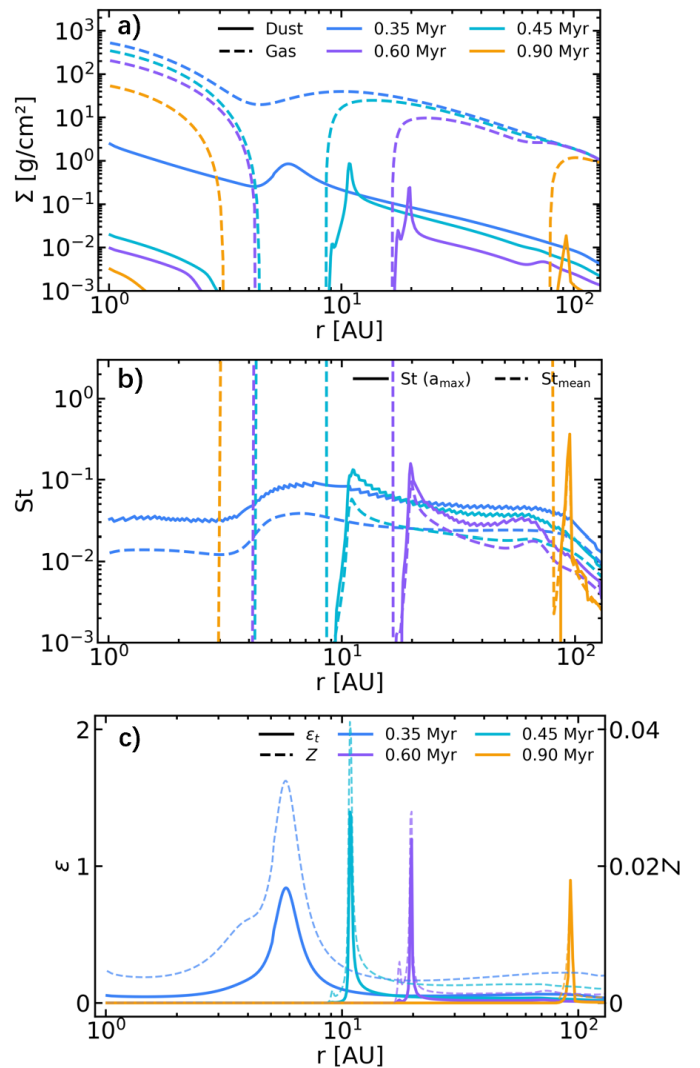 a)
Dust 0.35 Myr 0.45 Myr
Gas 0.60 Myr 0.90 Myr
10³
10²
10¹
10⁰
10⁻¹
10⁻²
10⁻³
Σ [g/cm²]
10⁰ 10¹ 10²
r [AU]
b)
St (a_max) St_mean
10⁰
10⁻¹
10⁻²
10⁻³
St
10⁰ 10¹ 10²
r [AU]
c)
ε_t 0.35 Myr 0.45 Myr
Z 0.60 Myr 0.90 Myr
2 0.04
1 0.02
0 0
ε Z
10⁰ 10¹ 10²
r [AU]